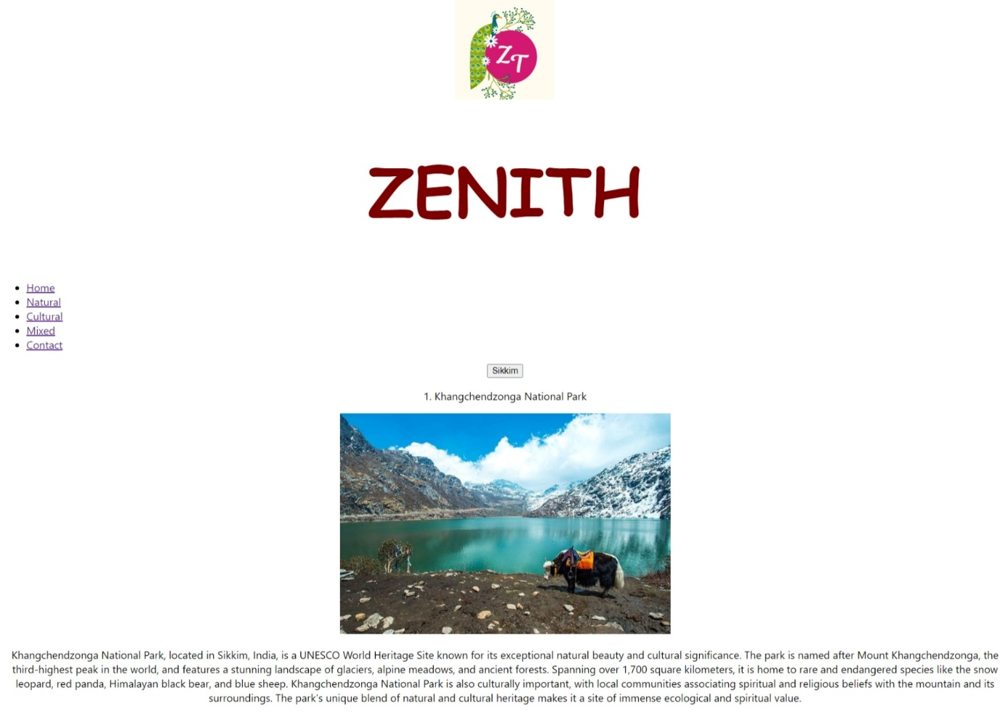 ZT
ZENITH
Home
Natural
Cultural
Mixed
Contact
Sikkim
1. Khangchendzonga National Park
Khangchendzonga National Park, located in Sikkim, India, is a UNESCO World Heritage Site known for its exceptional natural beauty and cultural significance. The park is named after Mount Khangchendzonga, the
third-highest peak in the world, and features a stunning landscape of glaciers, alpine meadows, and ancient forests. Spanning over 1,700 square kilometers, it is home to rare and endangered species like the snow
leopard, red panda, Himalayan black bear, and blue sheep. Khangchendzonga National Park is also culturally important, with local communities associating spiritual and religious beliefs with the mountain and its
surroundings. The park's unique blend of natural and cultural heritage makes it a site of immense ecological and spiritual value.